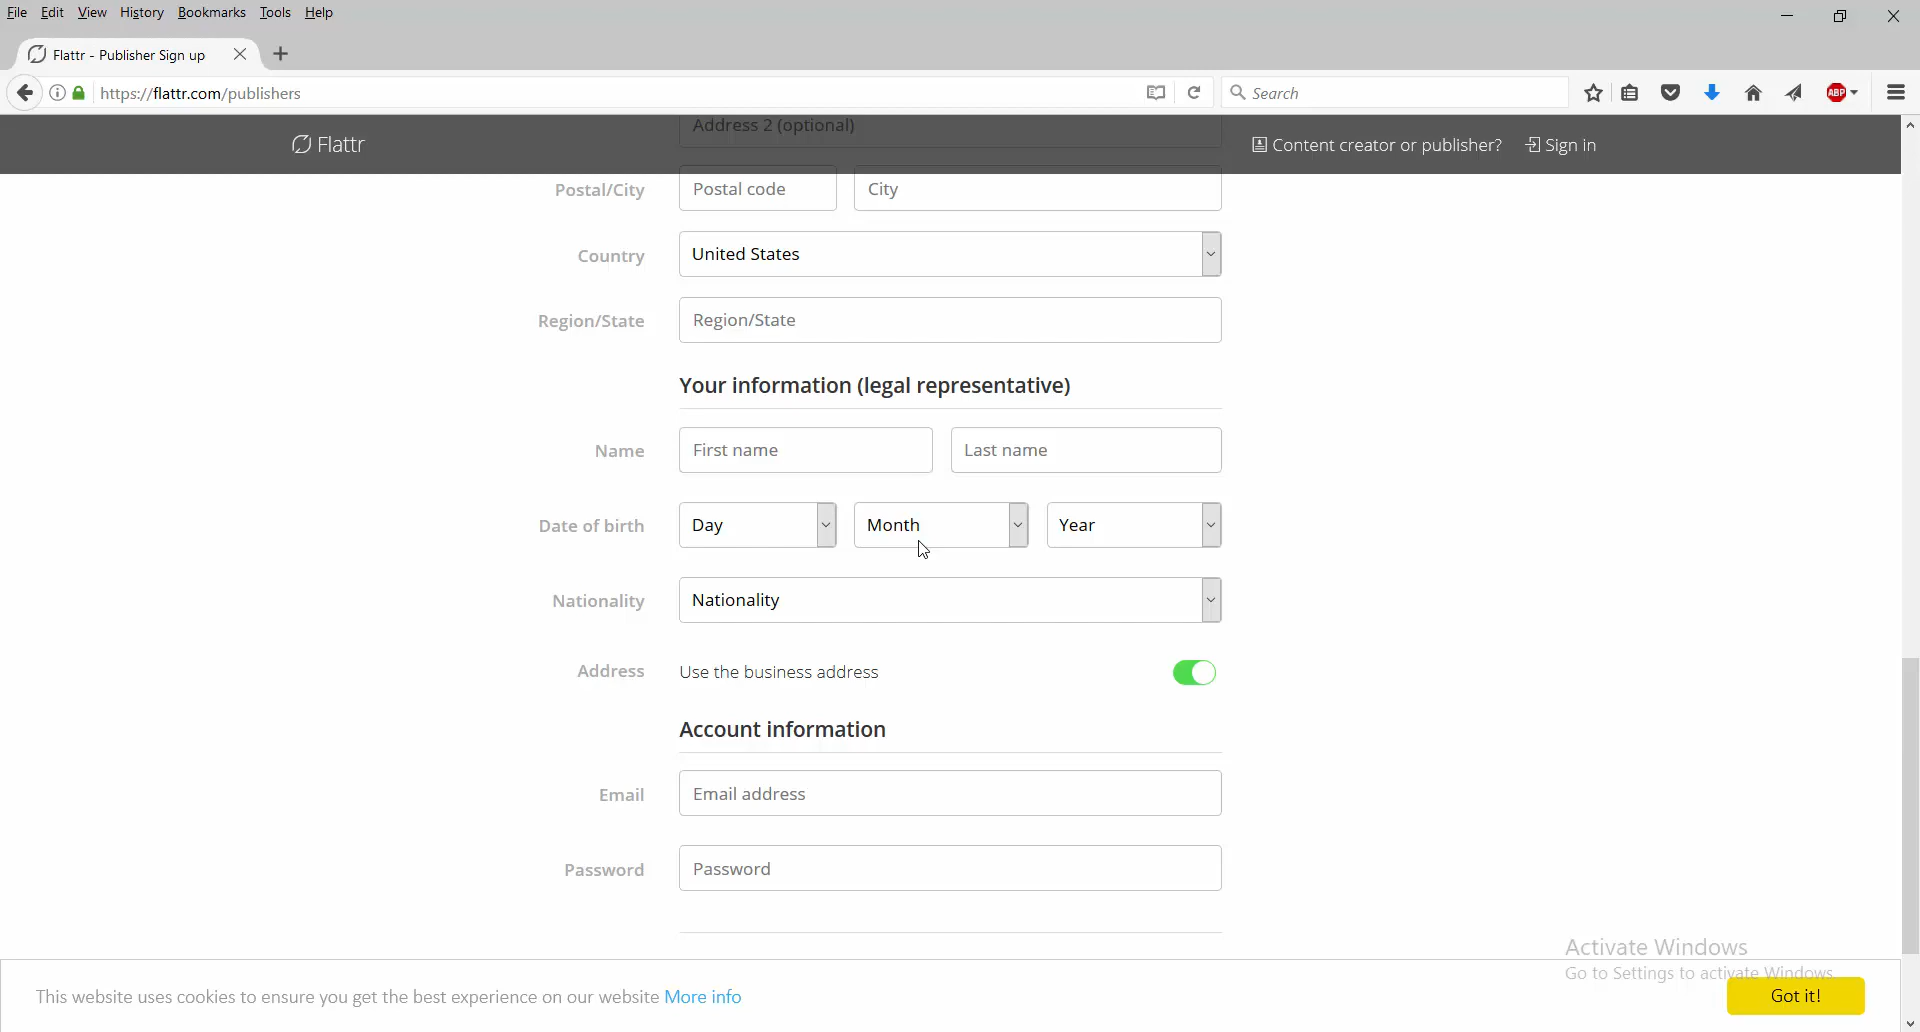 File Edit View History Bookmarks Tools Help
Flattr - Publisher Sign up
https://flattr.com/publishers
Search
ABP
Flattr
Address 2 (optional)
Content creator or publisher? Sign in
Postal/City Postal code City
Country United States
Region/State Region/State
Your information (legal representative)
Name First name Last name
Date of birth Day Month Year
Nationality Nationality
Address Use the business address
Account information
Email Email address
Password Password
Activate Windows
Go to Settings to activate Windows.
This website uses cookies to ensure you get the best experience on our website More info
Got it!